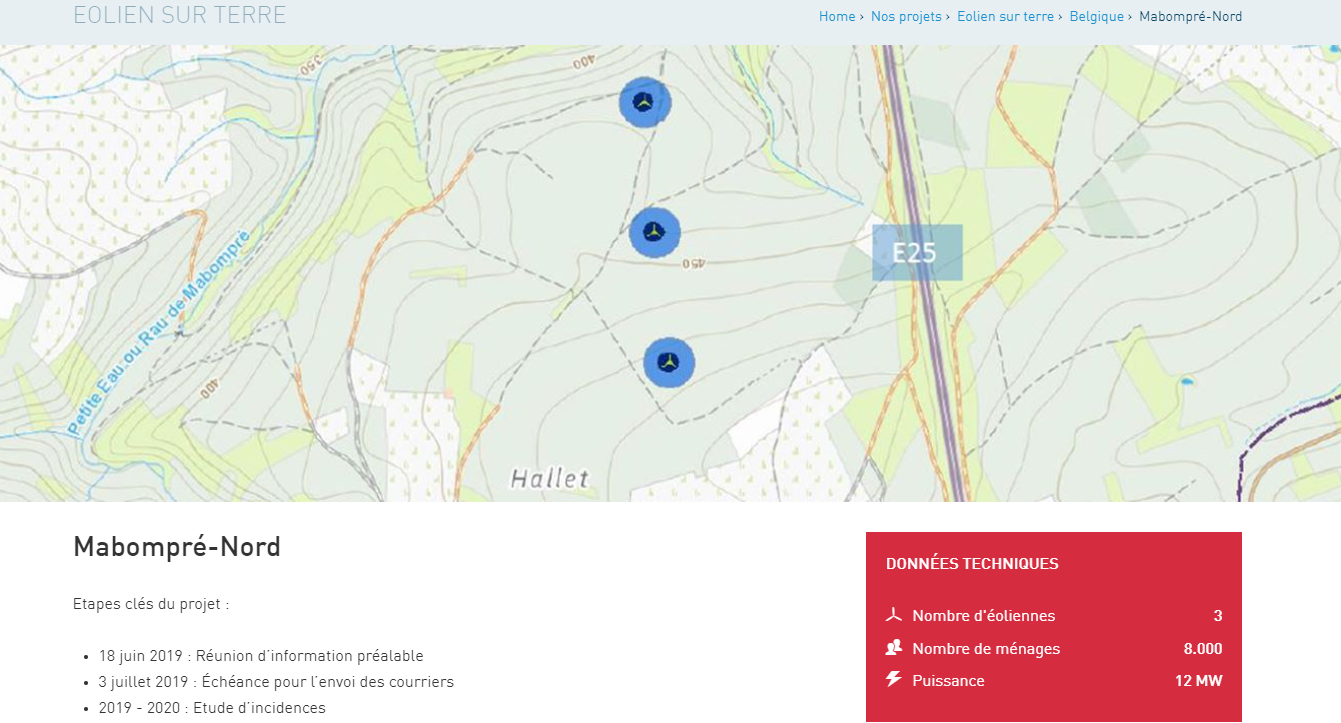 EOLIEN SUR TERRE
Home › Nos projets › Eolien sur terre › Belgique › Mabompré-Nord
350
400
E25
450
Petite Eau ou Rau de Mabompré
400
Hallet
Mabompré-Nord
Etapes clés du projet :
• 18 juin 2019 : Réunion d'information préalable
• 3 juillet 2019 : Échéance pour l'envoi des courriers
• 2019 - 2020 : Etude d'incidences
DONNÉES TECHNIQUES
Nombre d'éoliennes 3
Nombre de ménages 8.000
Puissance 12 MW